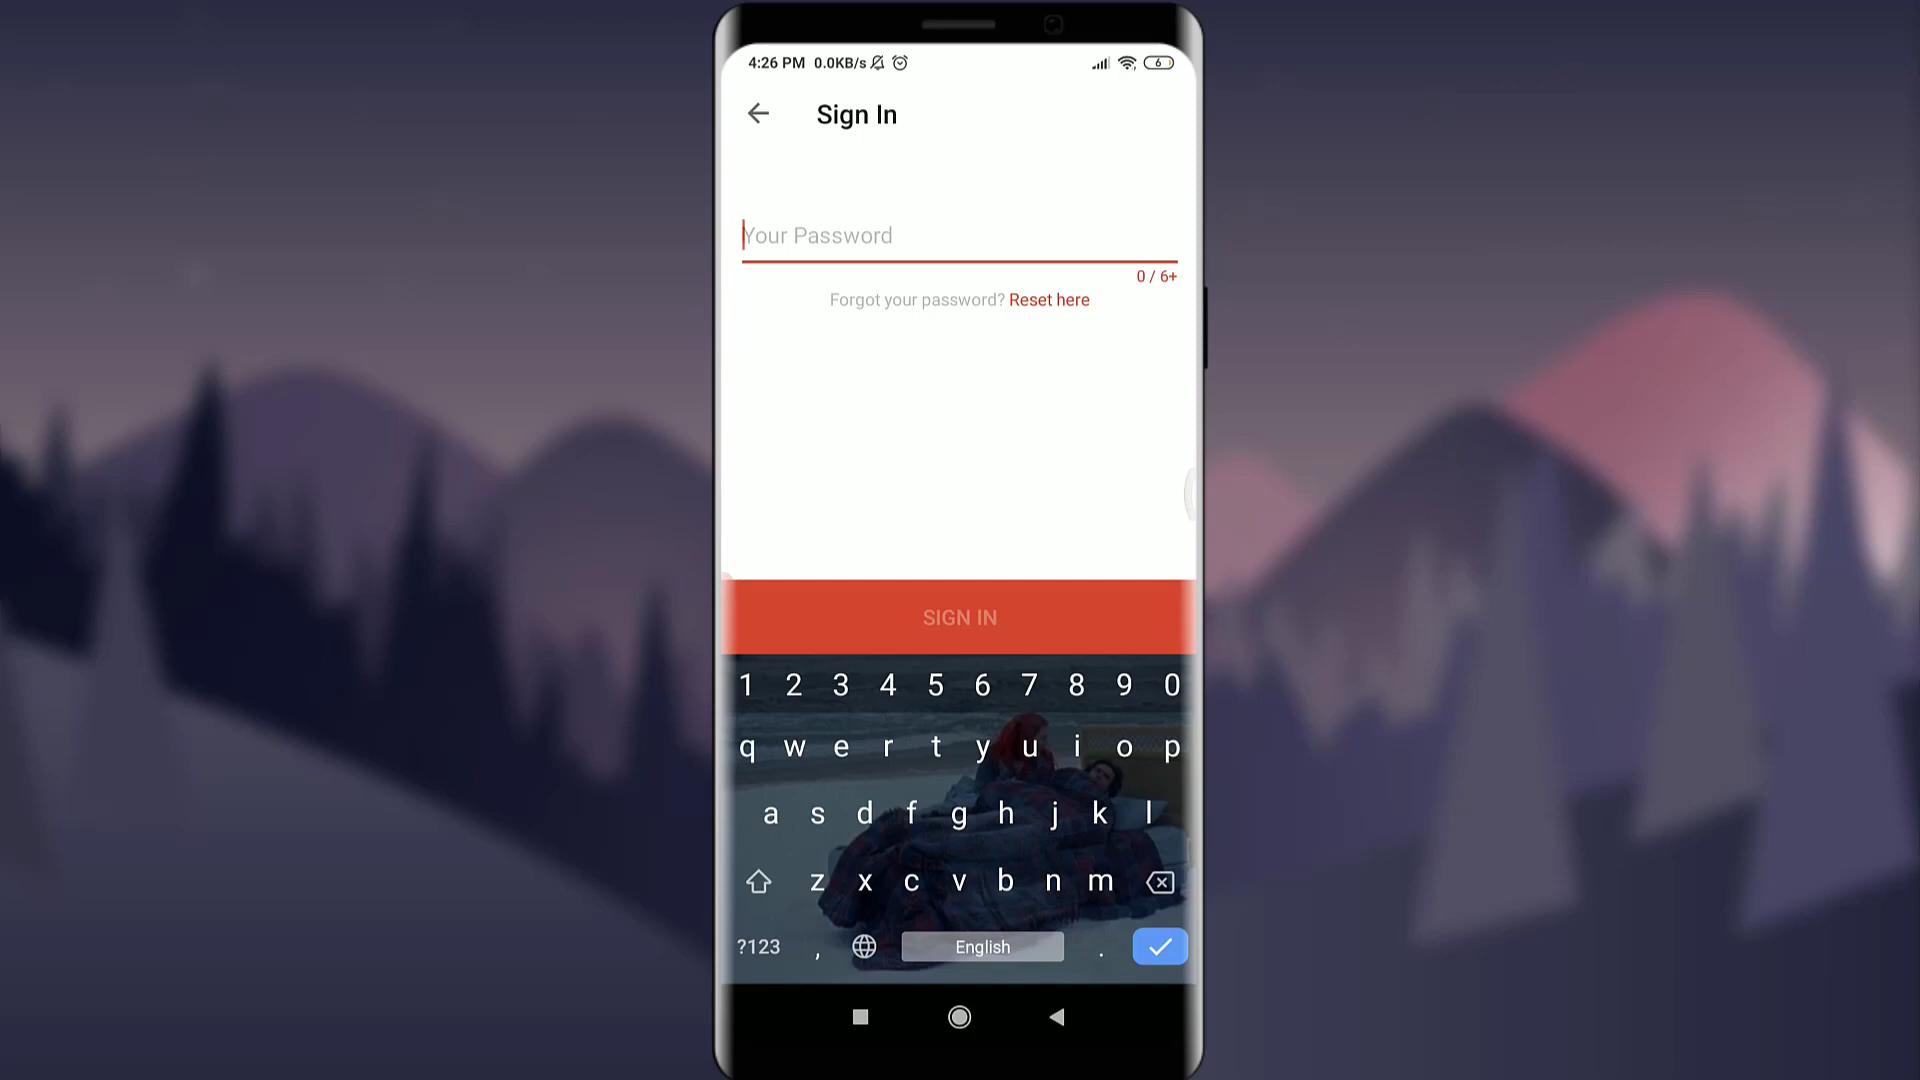 4:26 PM 0.0KB/s 6
Sign In
Your Password
0 / 6+
Forgot your password? Reset here
SIGN IN
1 2 3 4 5 6 7 8 9 0
q w e r t y u i o p
a s d f g h j k l
z x c v b n m
?123 , English .